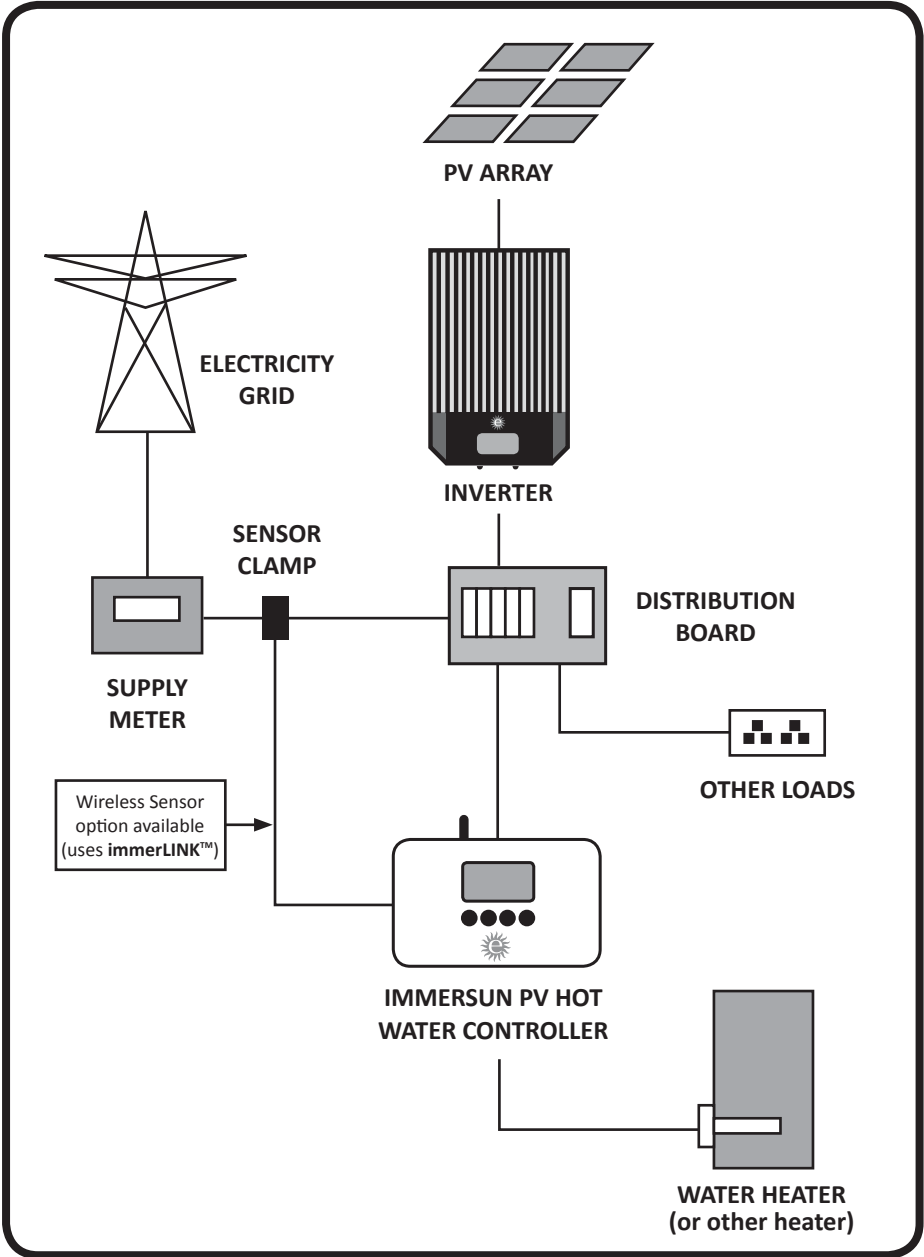 PV ARRAY
ELECTRICITY
GRID
INVERTER
SENSOR
CLAMP
DISTRIBUTION
BOARD
SUPPLY
METER
OTHER LOADS
Wireless Sensor
option available
(uses immerLINK™)
IMMERSUN PV HOT
WATER CONTROLLER
WATER HEATER
(or other heater)